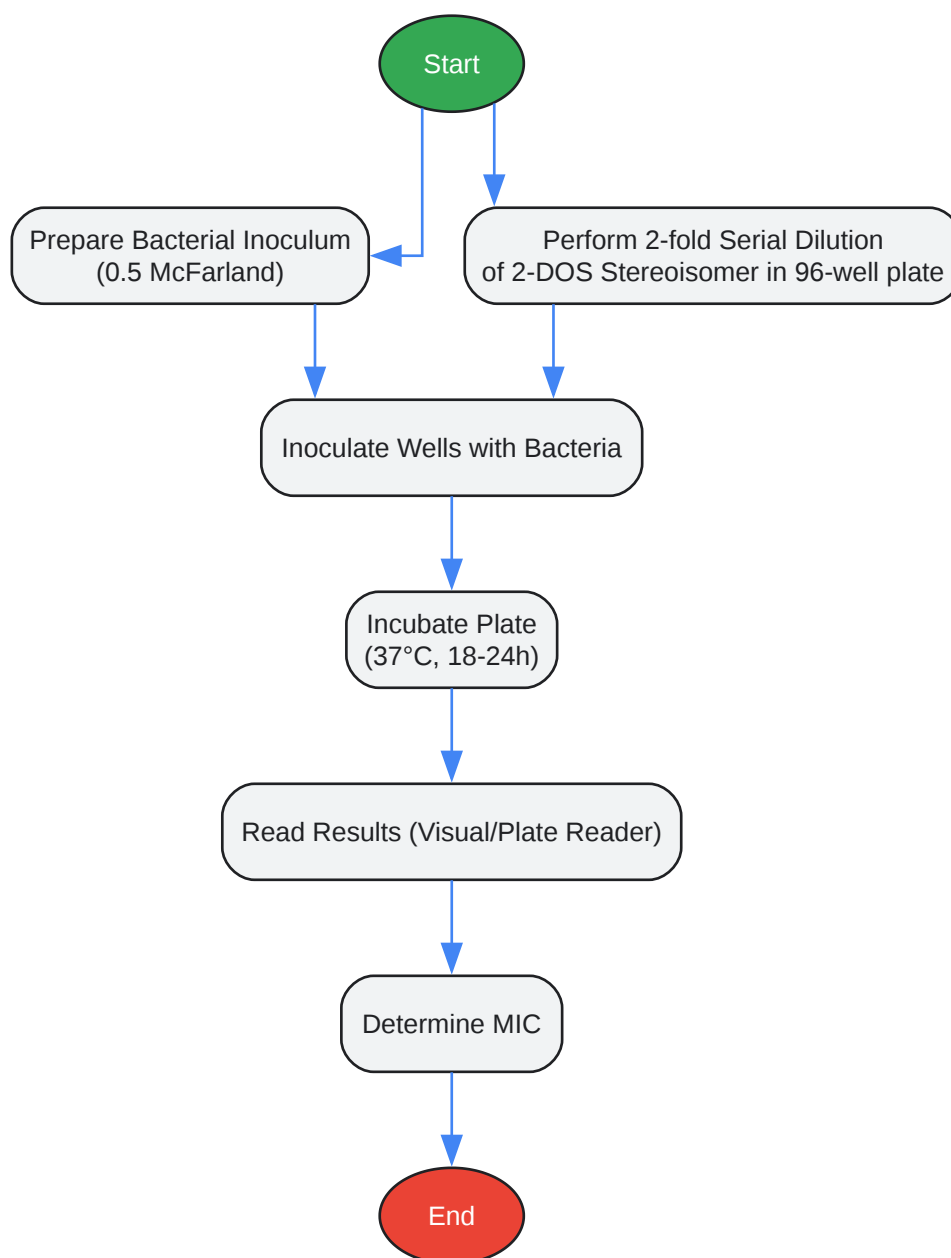 Start
Prepare Bacterial Inoculum
(0.5 McFarland)
Perform 2-fold Serial Dilution
of 2-DOS Stereoisomer in 96-well plate
Inoculate Wells with Bacteria
Incubate Plate
(37°C, 18-24h)
Read Results (Visual/Plate Reader)
Determine MIC
End